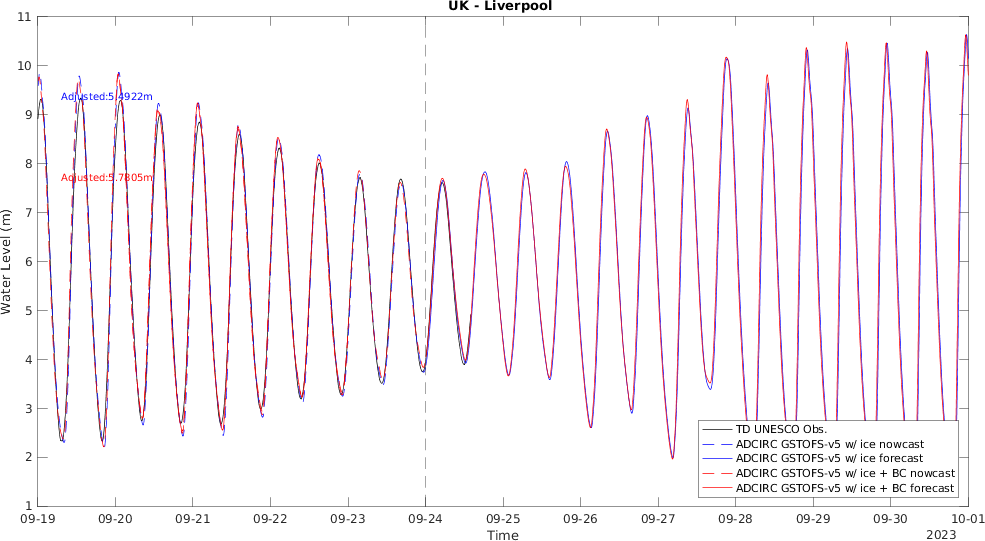 UK - Liverpool
11
10
9
8
7
6
5
4
3
2
1
Water Level (m)
Adjusted:5.4922m
Adjusted:5.7805m
TD UNESCO Obs.
ADCIRC GSTOFS-v5 w/ ice nowcast
ADCIRC GSTOFS-v5 w/ ice forecast
ADCIRC GSTOFS-v5 w/ ice + BC nowcast
ADCIRC GSTOFS-v5 w/ ice + BC forecast
09-19 09-20 09-21 09-22 09-23 09-24 09-25 09-26 09-27 09-28 09-29 09-30 10-01
Time
2023